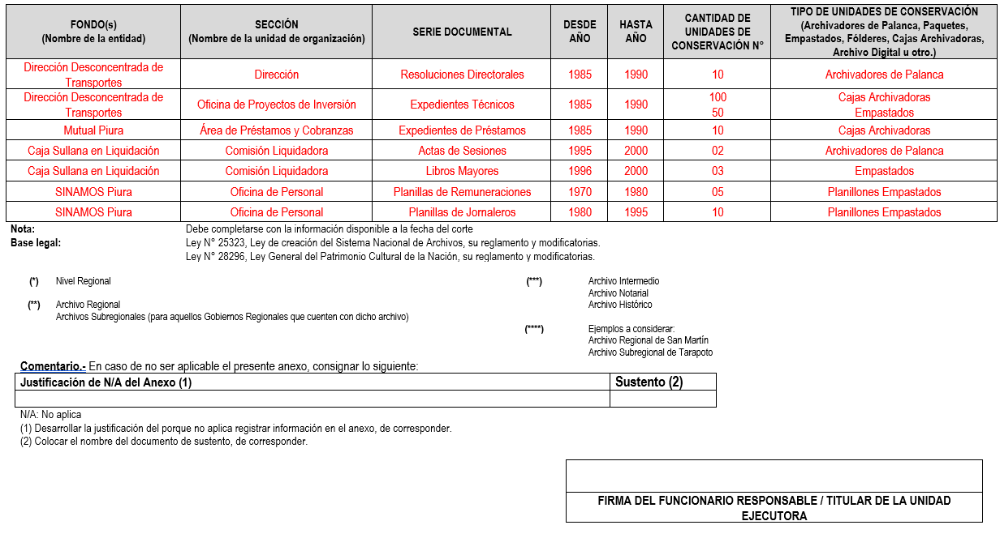 FONDO(s)
(Nombre de la entidad)
SECCIÓN
(Nombre de la unidad de organización)
SERIE DOCUMENTAL
DESDE
AÑO
HASTA
AÑO
CANTIDAD DE
UNIDADES DE
CONSERVACIÓN N°
TIPO DE UNIDADES DE CONSERVACIÓN
(Archivadores de Palanca, Paquetes,
Empastados, Fólderes, Cajas Archivadoras,
Archivo Digital u otro.)
Dirección Desconcentrada de
Transportes
Dirección
Resoluciones Directorales
1985
1990
10
Archivadores de Palanca
Dirección Desconcentrada de
Transportes
Oficina de Proyectos de Inversión
Expedientes Técnicos
1985
1990
100
50
Cajas Archivadoras
Empastados
Mutual Piura
Área de Préstamos y Cobranzas
Expedientes de Préstamos
1985
1990
10
Cajas Archivadoras
Caja Sullana en Liquidación
Comisión Liquidadora
Actas de Sesiones
1995
2000
02
Archivadores de Palanca
Caja Sullana en Liquidación
Comisión Liquidadora
Libros Mayores
1996
2000
03
Empastados
SINAMOS Piura
Oficina de Personal
Planillas de Remuneraciones
1970
1980
05
Planillones Empastados
SINAMOS Piura
Oficina de Personal
Planillas de Jornaleros
1980
1995
10
Planillones Empastados
Nota: Debe completarse con la información disponible a la fecha del corte
Base legal: Ley N° 25323, Ley de creación del Sistema Nacional de Archivos, su reglamento y modificatorias.
Ley N° 28296, Ley General del Patrimonio Cultural de la Nación, su reglamento y modificatorias.
(*) Nivel Regional
(**) Archivo Regional
Archivos Subregionales (para aquellos Gobiernos Regionales que cuenten con dicho archivo)
(***) Archivo Intermedio
Archivo Notarial
Archivo Histórico
(****) Ejemplos a considerar:
Archivo Regional de San Martín
Archivo Subregional de Tarapoto
Comentario.- En caso de no ser aplicable el presente anexo, consignar lo siguiente:
Justificación de N/A del Anexo (1)
Sustento (2)
N/A: No aplica
(1) Desarrollar la justificación del porque no aplica registrar información en el anexo, de corresponder.
(2) Colocar el nombre del documento de sustento, de corresponder.
FIRMA DEL FUNCIONARIO RESPONSABLE / TITULAR DE LA UNIDAD
EJECUTORA